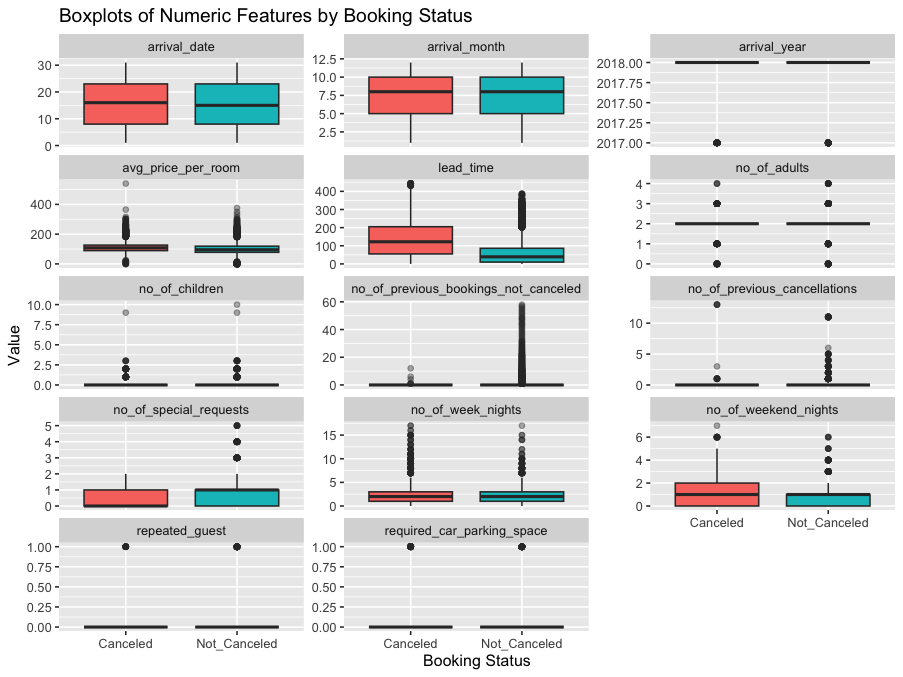 Boxplots of Numeric Features by Booking Status
arrival_date
arrival_month
arrival_year
30
20
10
0
12.5
10.0
7.5
5.0
2.5
2018.00
2017.75
2017.50
2017.25
2017.00
avg_price_per_room
lead_time
no_of_adults
400
200
0
400
300
200
100
0
4
3
2
1
0
no_of_children
no_of_previous_bookings_not_canceled
no_of_previous_cancellations
10.0
7.5
5.0
2.5
0.0
60
40
20
0
10
5
0
Value
no_of_special_requests
no_of_week_nights
no_of_weekend_nights
5
4
3
2
1
0
15
10
5
0
6
4
2
0
Canceled
Not_Canceled
repeated_guest
required_car_parking_space
1.00
0.75
0.50
0.25
0.00
1.00
0.75
0.50
0.25
0.00
Canceled
Not_Canceled
Canceled
Not_Canceled
Booking Status